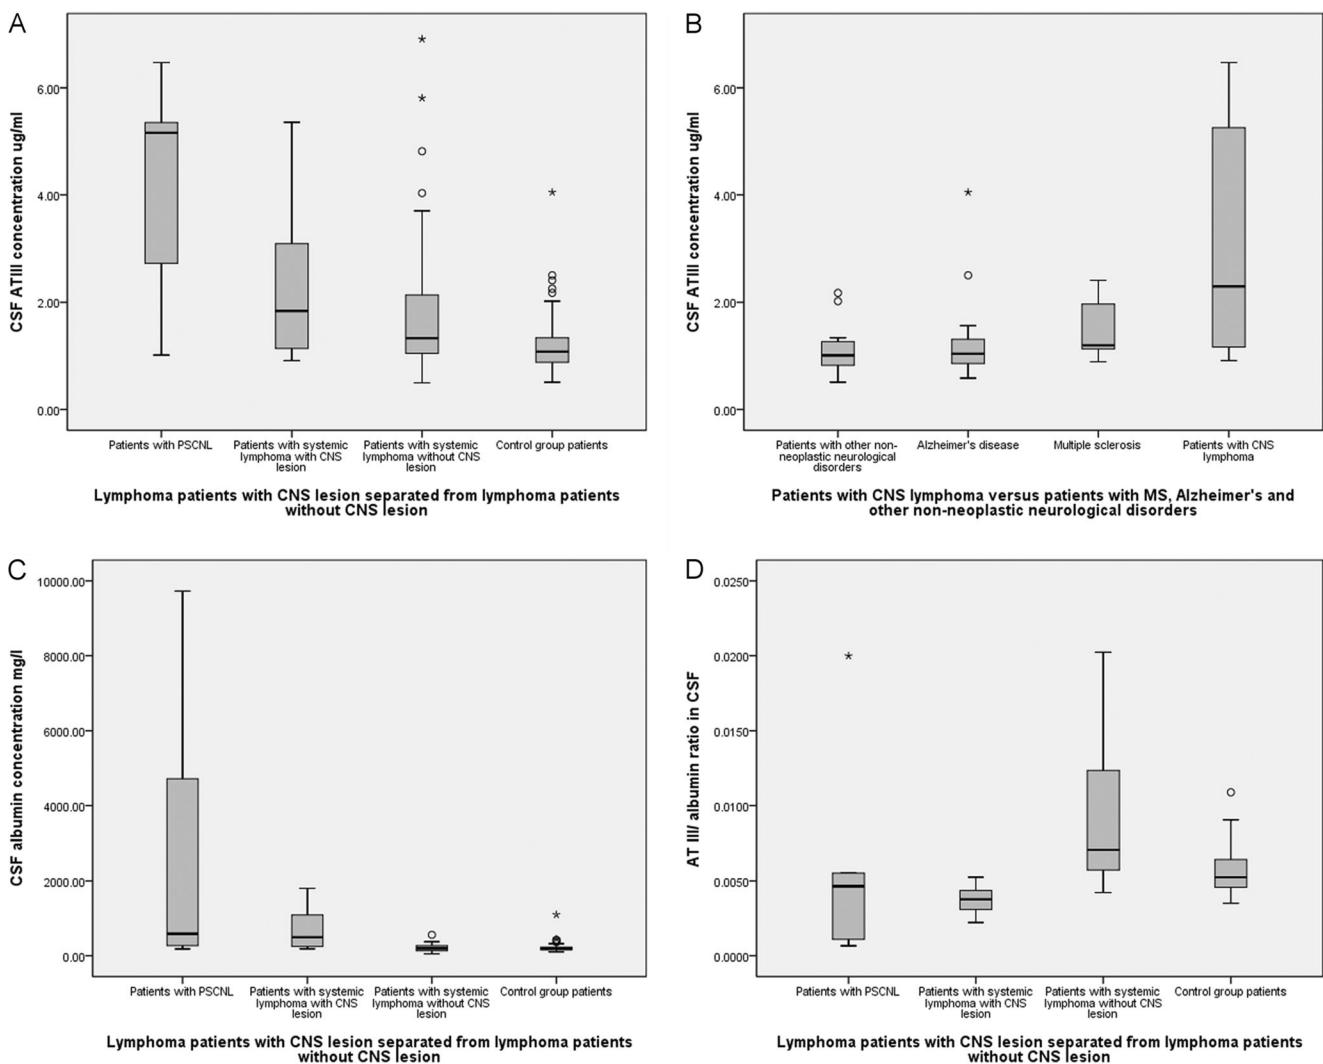 A
CSF ATIII concentration ug/ml
6.00
4.00
2.00
0.00
Patients with PSCNL
Patients with systemic
lymphoma with CNS
lesion
Patients with systemic
lymphoma without CNS
lesion
Control group patients
Lymphoma patients with CNS lesion separated from lymphoma patients
without CNS lesion
B
CSF ATIII concentration ug/ml
6.00
4.00
2.00
0.00
Patients with other non-
neoplastic neurological
disorders
Alzheimer's disease
Multiple sclerosis
Patients with CNS
lymphoma
Patients with CNS lymphoma versus patients with MS, Alzheimer's and
other non-neoplastic neurological disorders
C
CSF albumin concentration mg/l
10000.00
8000.00
6000.00
4000.00
2000.00
0.00
Patients with PSCNL
Patients with systemic
lymphoma with CNS
lesion
Patients with systemic
lymphoma without CNS
lesion
Control group patients
Lymphoma patients with CNS lesion separated from lymphoma patients
without CNS lesion
D
AT III/ albumin ratio in CSF
0.0250
0.0200
0.0150
0.0100
0.0050
0.0000
Patients with PSCNL
Patients with systemic
lymphoma with CNS
lesion
Patients with systemic
lymphoma without CNS
lesion
Control group patients
Lymphoma patients with CNS lesion separated from lymphoma patients
without CNS lesion